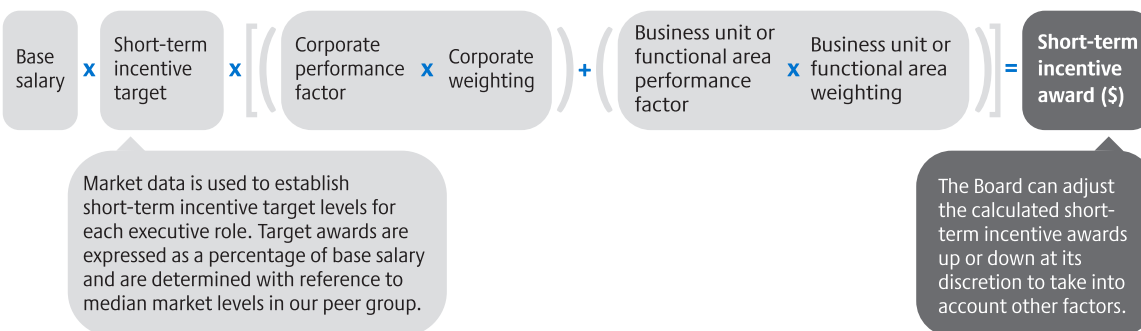 Base
salary
x
Short-term
incentive
target
x
[(
Corporate
performance
factor
x
Corporate
weighting
)
+
(
Business unit or
functional area
performance
factor
x
Business unit or
functional area
weighting
)]
=
Short-term
incentive
award ($)
Market data is used to establish
short-term incentive target levels for
each executive role. Target awards are
expressed as a percentage of base salary
and are determined with reference to
median market levels in our peer group.
The Board can adjust
the calculated short-
term incentive awards
up or down at its
discretion to take into
account other factors.